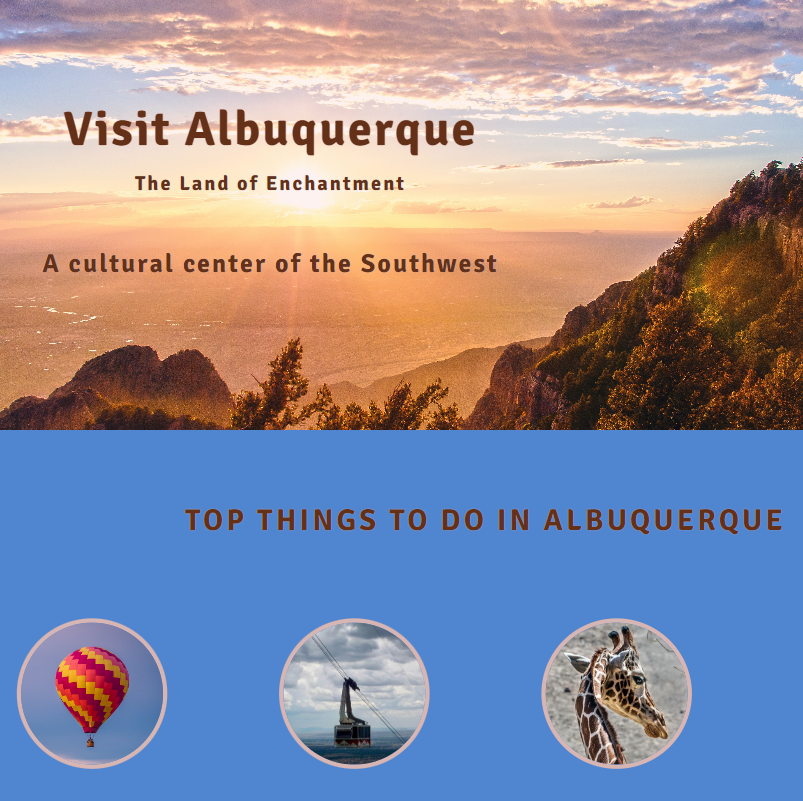 Visit Albuquerque
The Land of Enchantment
A cultural center of the Southwest
TOP THINGS TO DO IN ALBUQUERQUE